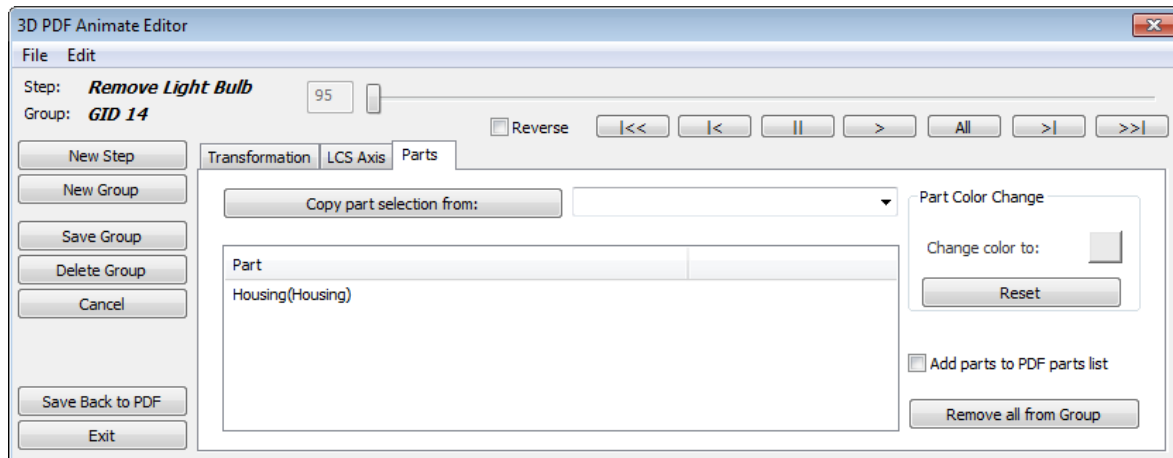 3D PDF Animate Editor
File Edit
Step: Remove Light Bulb
Group: GID 14
95
Reverse |<< |< || > All >| >>|
New Step
New Group
Save Group
Delete Group
Cancel
Save Back to PDF
Exit
Transformation LCS Axis Parts
Copy part selection from:
Part
Housing(Housing)
Part Color Change
Change color to:
Reset
Add parts to PDF parts list
Remove all from Group